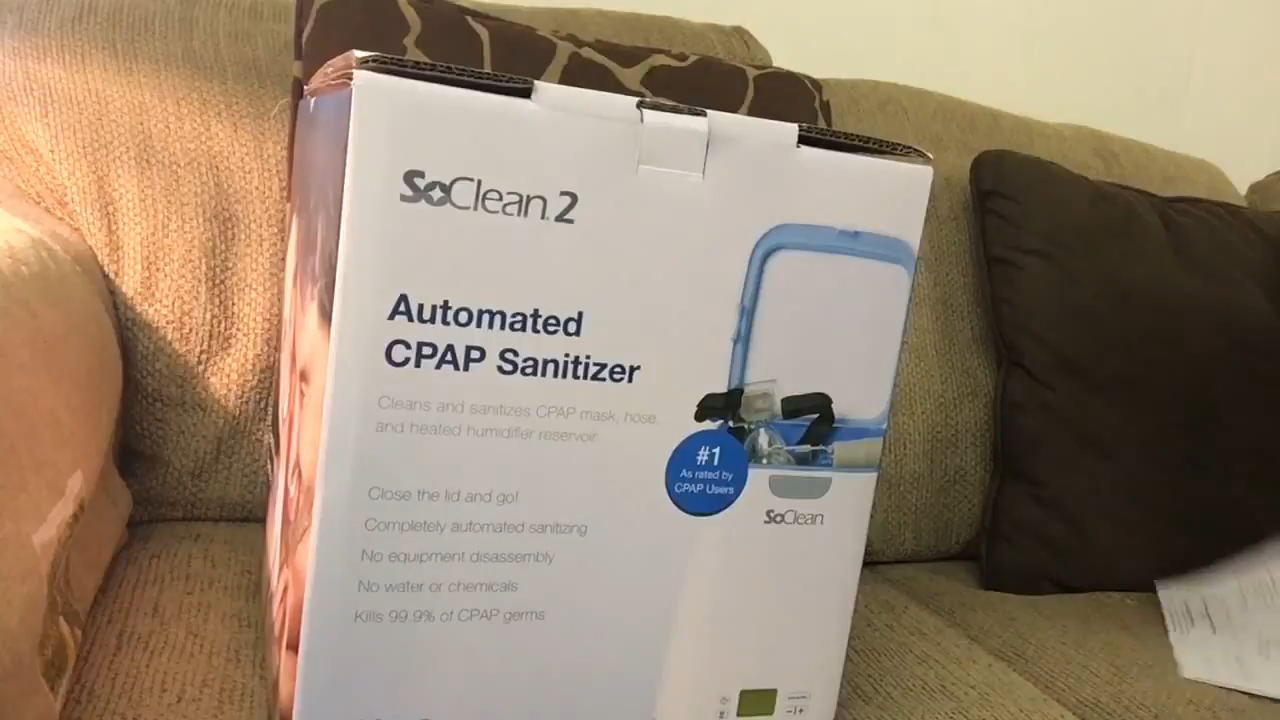 SoClean 2
Automated
CPAP Sanitizer
Cleans and sanitizes CPAP mask, hose,
and heated humidifier reservoir.
Close the lid and go!
Completely automated sanitizing
No equipment disassembly
No water or chemicals
Kills 99.9% of CPAP germs
#1
As rated by
CPAP Users
SoClean